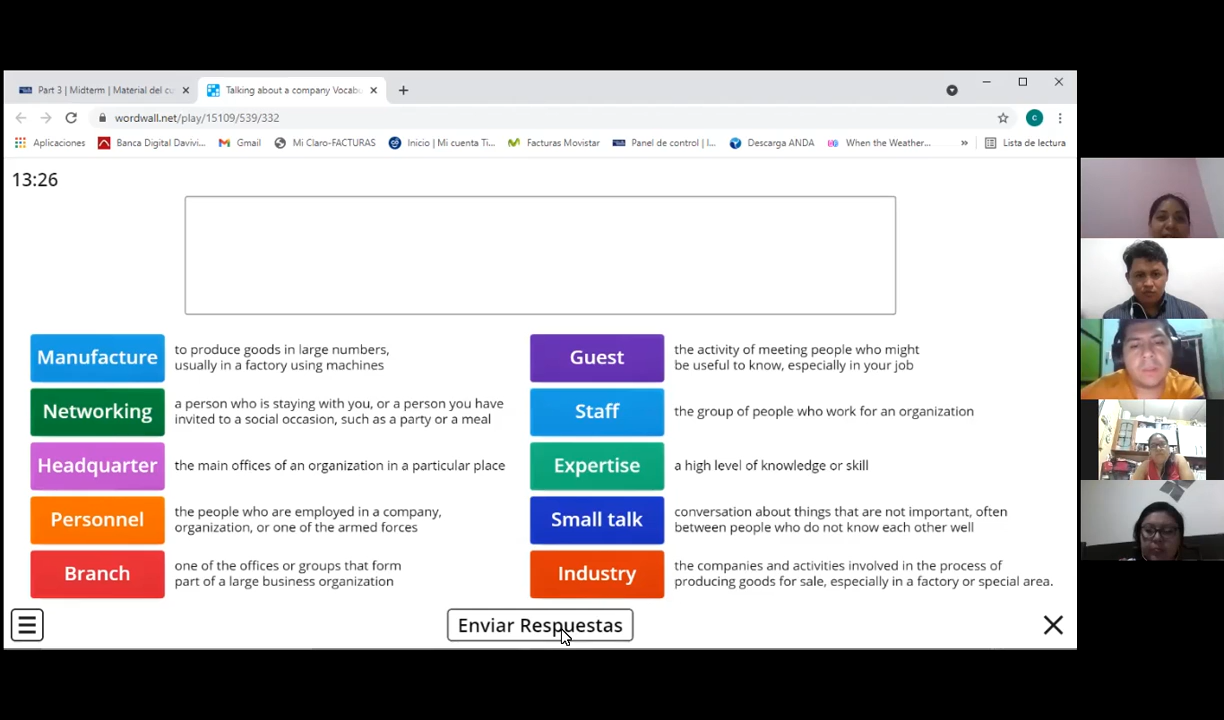 Part 3 | Midterm | Material del cu
Talking about a company Vocabu
wordwall.net/play/15109/539/332
Aplicaciones
Banca Digital Davivi...
Gmail
Mi Claro-FACTURAS
Inicio | Mi cuenta Ti...
Facturas Movistar
Panel de control | I...
Descarga ANDA
When the Weather...
»
Lista de lectura
13:26
Manufacture
to produce goods in large numbers,
usually in a factory using machines
Guest
the activity of meeting people who might
be useful to know, especially in your job
Networking
a person who is staying with you, or a person you have
invited to a social occasion, such as a party or a meal
Staff
the group of people who work for an organization
Headquarter
the main offices of an organization in a particular place
Expertise
a high level of knowledge or skill
Personnel
the people who are employed in a company,
organization, or one of the armed forces
Small talk
conversation about things that are not important, often
between people who do not know each other well
Branch
one of the offices or groups that form
part of a large business organization
Industry
the companies and activities involved in the process of
producing goods for sale, especially in a factory or special area.
Enviar Respuestas